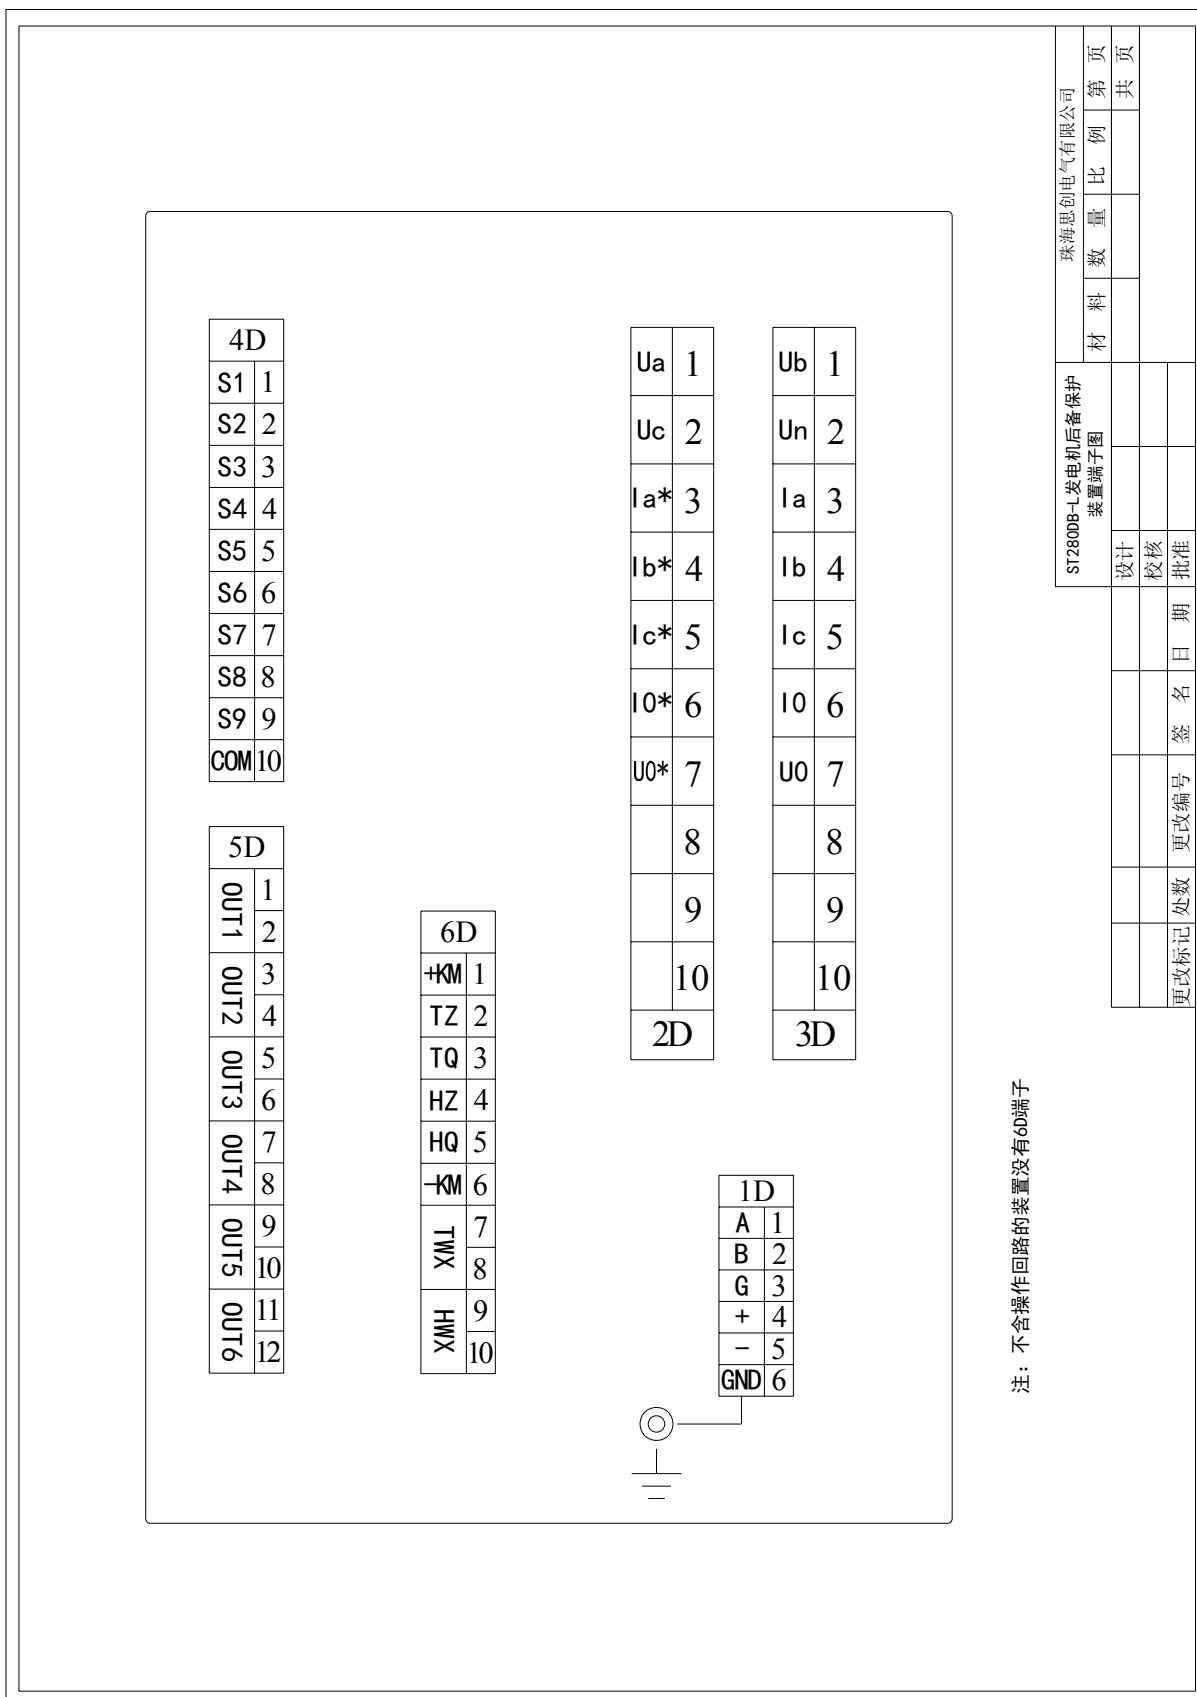 4D
S1 1
S2 2
S3 3
S4 4
S5 5
S6 6
S7 7
S8 8
S9 9
COM 10
5D
OUT1 1
2
OUT2 3
4
OUT3 5
6
OUT4 7
8
OUT5 9
10
OUT6 11
12
6D
+KM 1
TZ 2
TQ 3
HZ 4
HQ 5
-KM 6
TWX 7
8
HWX 9
10
Ua 1
Uc 2
Ia* 3
Ib* 4
Ic* 5
I0* 6
U0* 7
8
9
10
2D
Ub 1
Un 2
Ia 3
Ib 4
Ic 5
I0 6
U0 7
8
9
10
3D
1D
A 1
B 2
G 3
+ 4
- 5
GND 6
注：不含操作回路的装置没有6D端子
ST280DB-L发电机后备保护
装置端子图
珠海思创电气有限公司
材 料 数 量 比 例 第 页
共 页
设计
校核
更改标记 处数 更改编号 签 名 日 期 批准